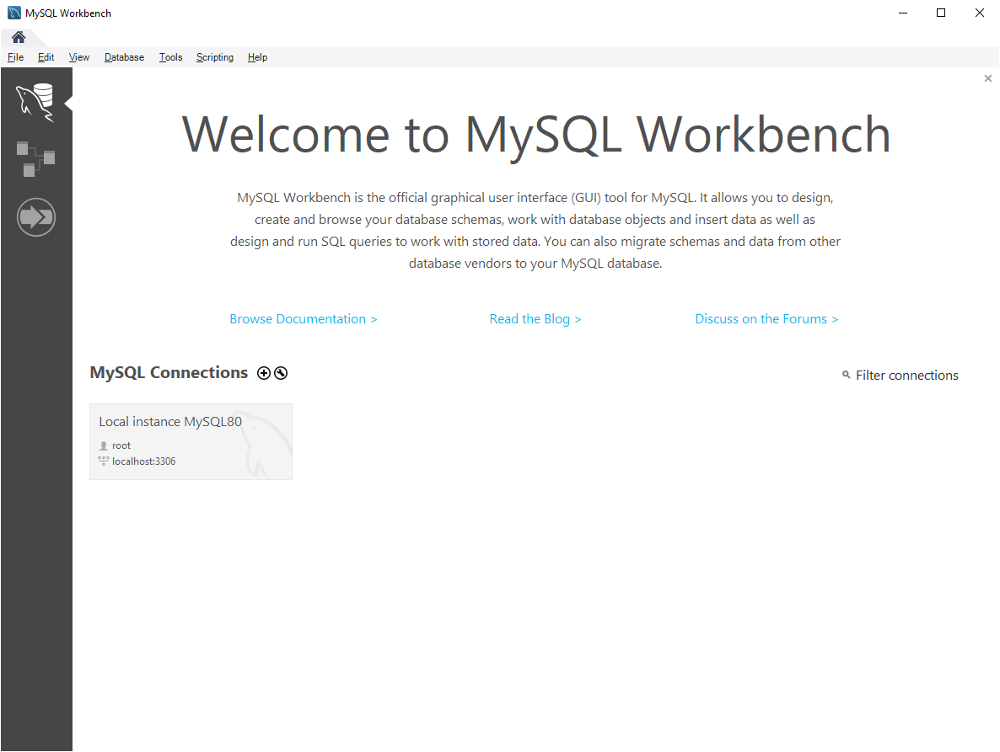 MySQL Workbench
File Edit View Database Tools Scripting Help
Welcome to MySQL Workbench
MySQL Workbench is the official graphical user interface (GUI) tool for MySQL. It allows you to design,
create and browse your database schemas, work with database objects and insert data as well as
design and run SQL queries to work with stored data. You can also migrate schemas and data from other
database vendors to your MySQL database.
Browse Documentation > Read the Blog > Discuss on the Forums >
MySQL Connections Filter connections
Local instance MySQL80
root
localhost:3306